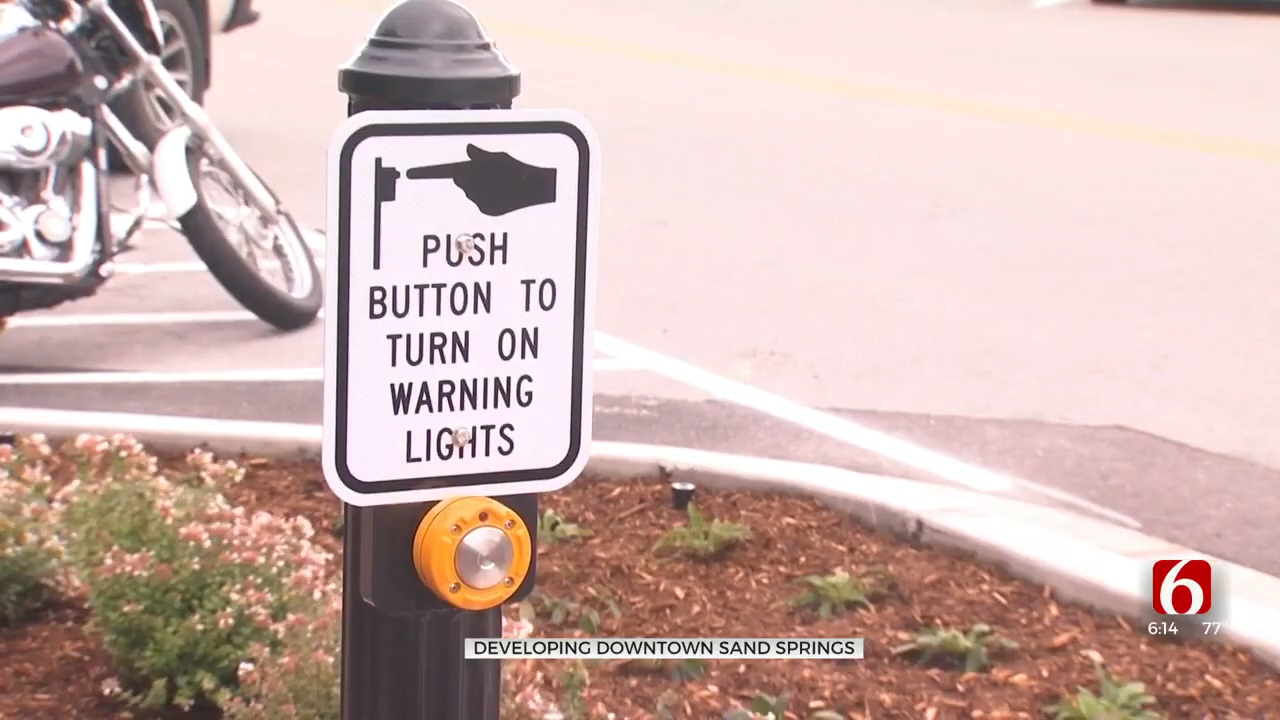 PUSH
BUTTON TO
TURN ON
WARNING
LIGHTS
6
6:14 77°
DEVELOPING DOWNTOWN SAND SPRINGS